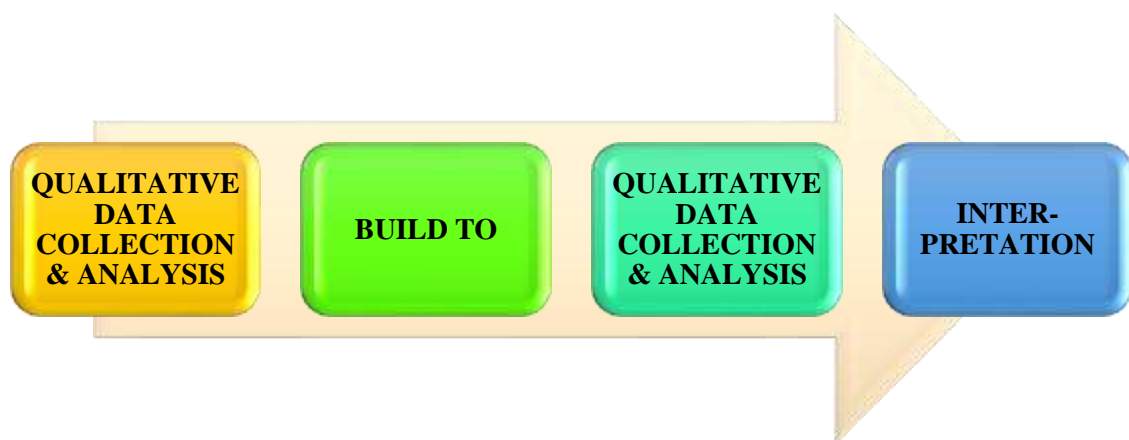 QUALITATIVE
DATA
COLLECTION
& ANALYSIS
BUILD TO
QUALITATIVE
DATA
COLLECTION
& ANALYSIS
INTER-
PRETATION